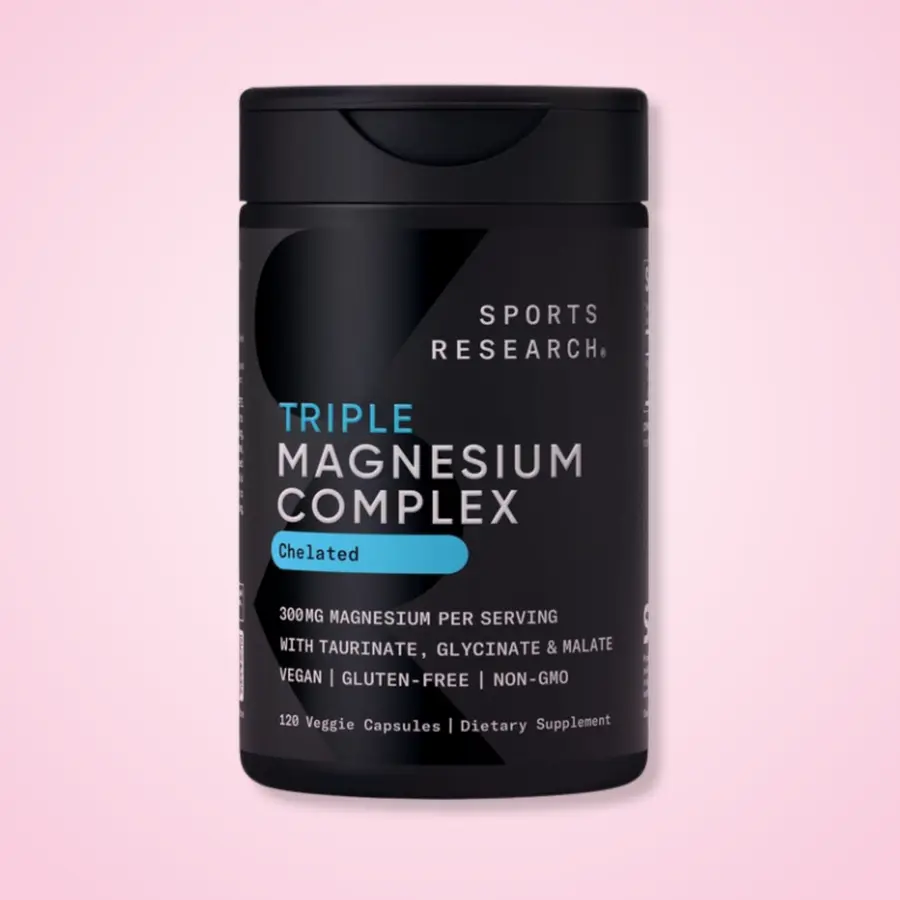 SPORTS
RESEARCH®
TRIPLE
MAGNESIUM
COMPLEX
Chelated
300MG MAGNESIUM PER SERVING
WITH TAURINATE, GLYCINATE & MALATE
VEGAN | GLUTEN-FREE | NON-GMO
120 Veggie Capsules | Dietary Supplement